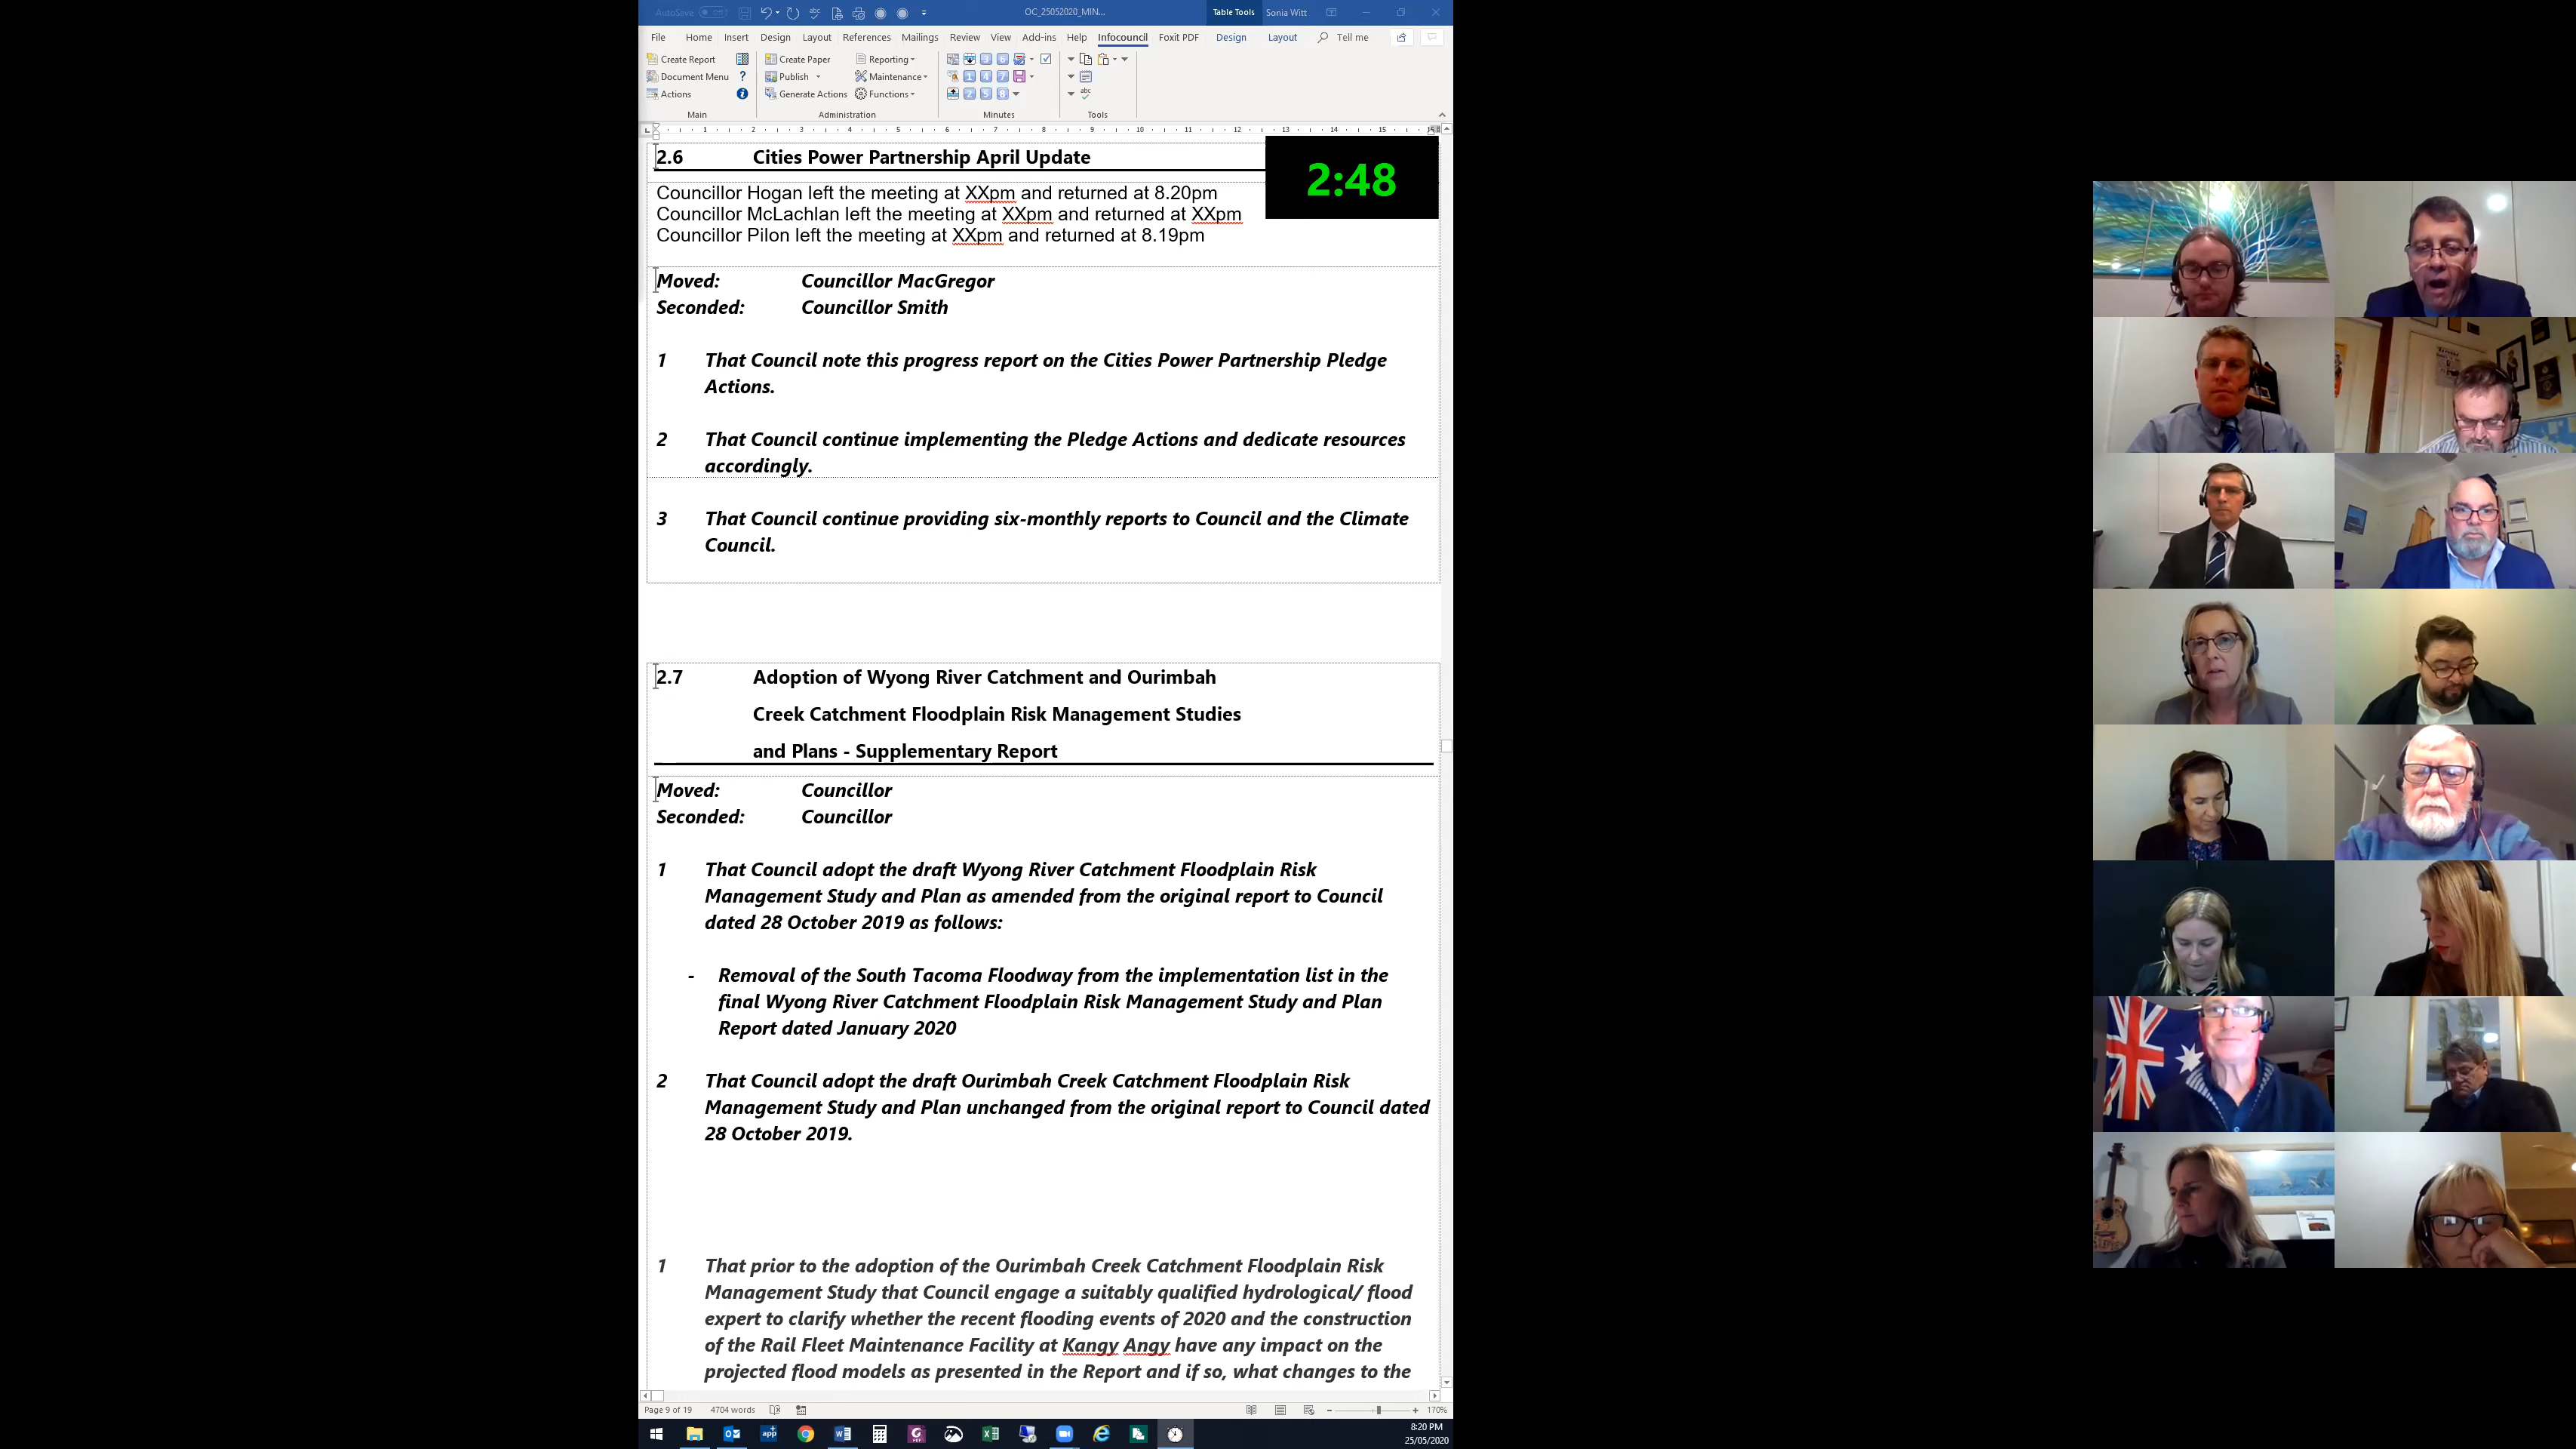 AutoSave Off
OC_25052020_MIN...
Table Tools
Sonia Witt
File Home Insert Design Layout References Mailings Review View Add-ins Help Infocouncil Foxit PDF Design Layout Tell me
Create Report
Create Paper
Reporting
Document Menu
Publish
Maintenance
Actions
Generate Actions
Functions
Main
Administration
Minutes
Tools
2.6 Cities Power Partnership April Update
2:48
Councillor Hogan left the meeting at XXpm and returned at 8.20pm
Councillor McLachlan left the meeting at XXpm and returned at XXpm
Councillor Pilon left the meeting at XXpm and returned at 8.19pm
Moved: Councillor MacGregor
Seconded: Councillor Smith
1 That Council note this progress report on the Cities Power Partnership Pledge
Actions.
2 That Council continue implementing the Pledge Actions and dedicate resources
accordingly.
3 That Council continue providing six-monthly reports to Council and the Climate
Council.
2.7 Adoption of Wyong River Catchment and Ourimbah
Creek Catchment Floodplain Risk Management Studies
and Plans - Supplementary Report
Moved: Councillor
Seconded: Councillor
1 That Council adopt the draft Wyong River Catchment Floodplain Risk
Management Study and Plan as amended from the original report to Council
dated 28 October 2019 as follows:
- Removal of the South Tacoma Floodway from the implementation list in the
final Wyong River Catchment Floodplain Risk Management Study and Plan
Report dated January 2020
2 That Council adopt the draft Ourimbah Creek Catchment Floodplain Risk
Management Study and Plan unchanged from the original report to Council dated
28 October 2019.
1 That prior to the adoption of the Ourimbah Creek Catchment Floodplain Risk
Management Study that Council engage a suitably qualified hydrological/ flood
expert to clarify whether the recent flooding events of 2020 and the construction
of the Rail Fleet Maintenance Facility at Kangy Angy have any impact on the
projected flood models as presented in the Report and if so, what changes to the
Page 9 of 19 4704 words
170%
8:20 PM
25/05/2020